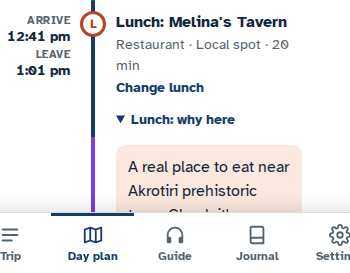 ARRIVE
12:41 pm
LEAVE
1:01 pm
L
Lunch: Melina's Tavern
Restaurant · Local spot · 20
min
Change lunch
▼ Lunch: why here
A real place to eat near
Akrotiri prehistoric
Trip
Day plan
Guide
Journal
Settin